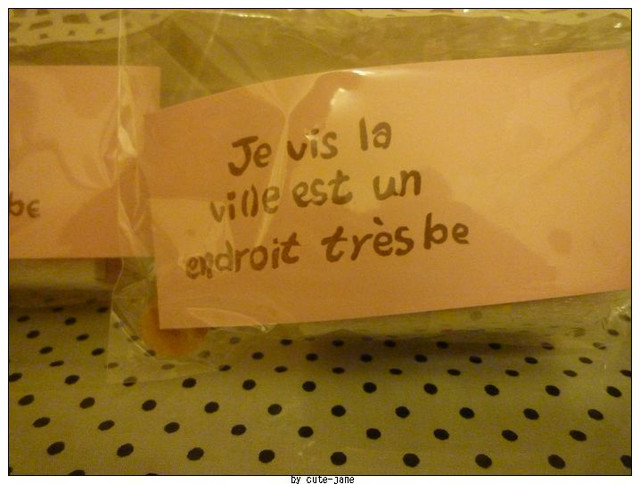 be
Je vis la
ville est un
endroit très be
by cute-jane